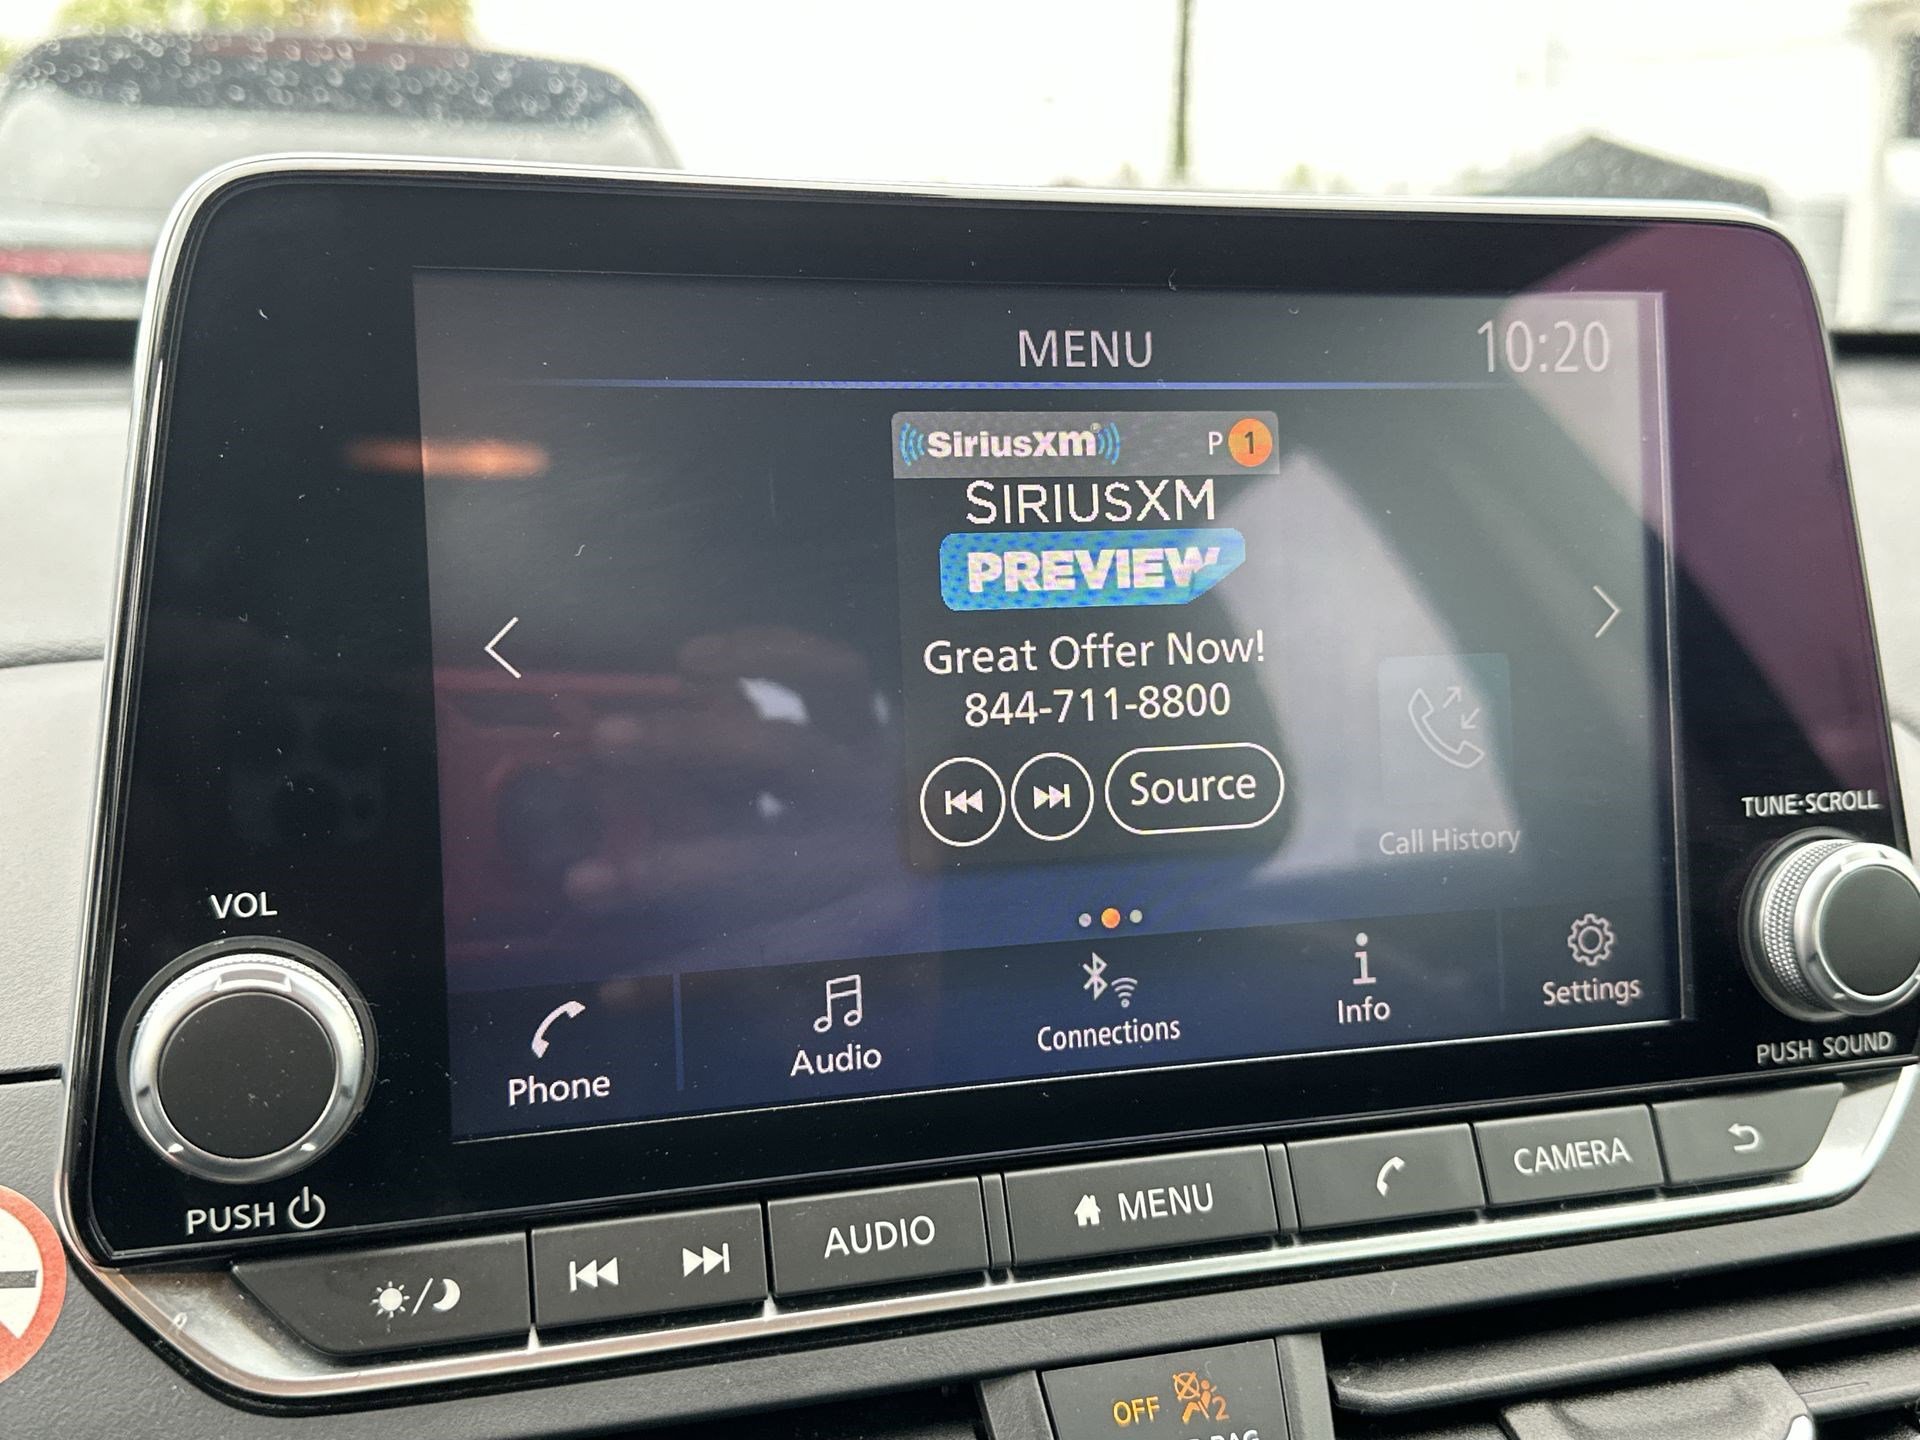 MENU
10:20
SiriusXm
P 1
SIRIUSXM
PREVIEW
Great Offer Now!
844-711-8800
Source
Call History
Phone
Audio
Connections
Info
Settings
VOL
PUSH
TUNE·SCROLL
PUSH SOUND
AUDIO
MENU
CAMERA
OFF
2